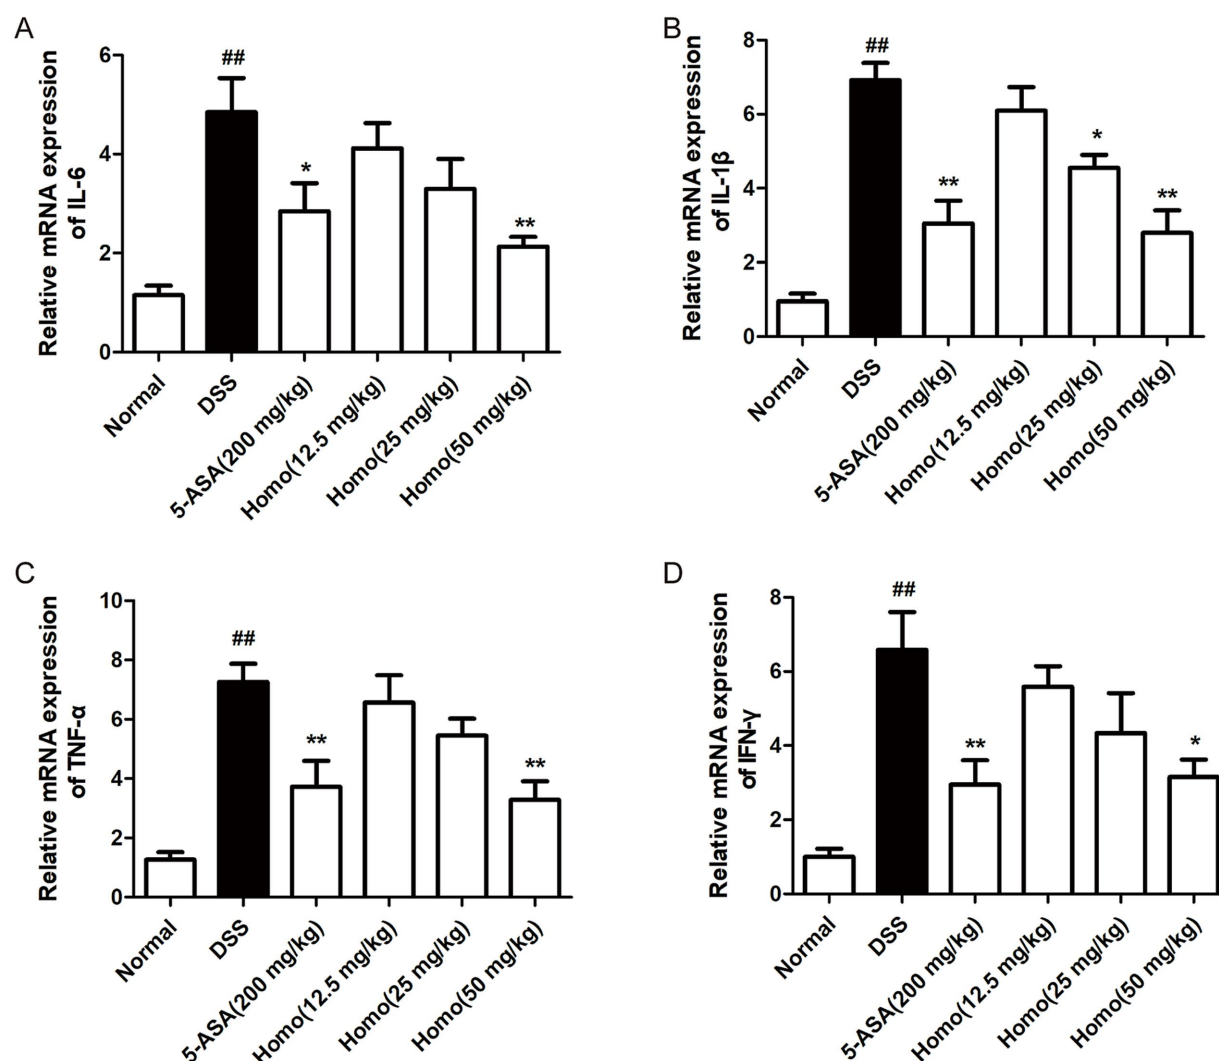 A
Relative mRNA expression
of IL-6
6
4
2
0
##
*
**
Normal
DSS
5-ASA(200 mg/kg)
Homo(12.5 mg/kg)
Homo(25 mg/kg)
Homo(50 mg/kg)
B
Relative mRNA expression
of IL-1β
8
6
4
2
0
##
**
*
**
Normal
DSS
5-ASA(200 mg/kg)
Homo(12.5 mg/kg)
Homo(25 mg/kg)
Homo(50 mg/kg)
C
Relative mRNA expression
of TNF-α
10
8
6
4
2
0
##
**
**
Normal
DSS
5-ASA(200 mg/kg)
Homo(12.5 mg/kg)
Homo(25 mg/kg)
Homo(50 mg/kg)
D
Relative mRNA expression
of IFN-γ
8
6
4
2
0
##
**
*
Normal
DSS
5-ASA(200 mg/kg)
Homo(12.5 mg/kg)
Homo(25 mg/kg)
Homo(50 mg/kg)